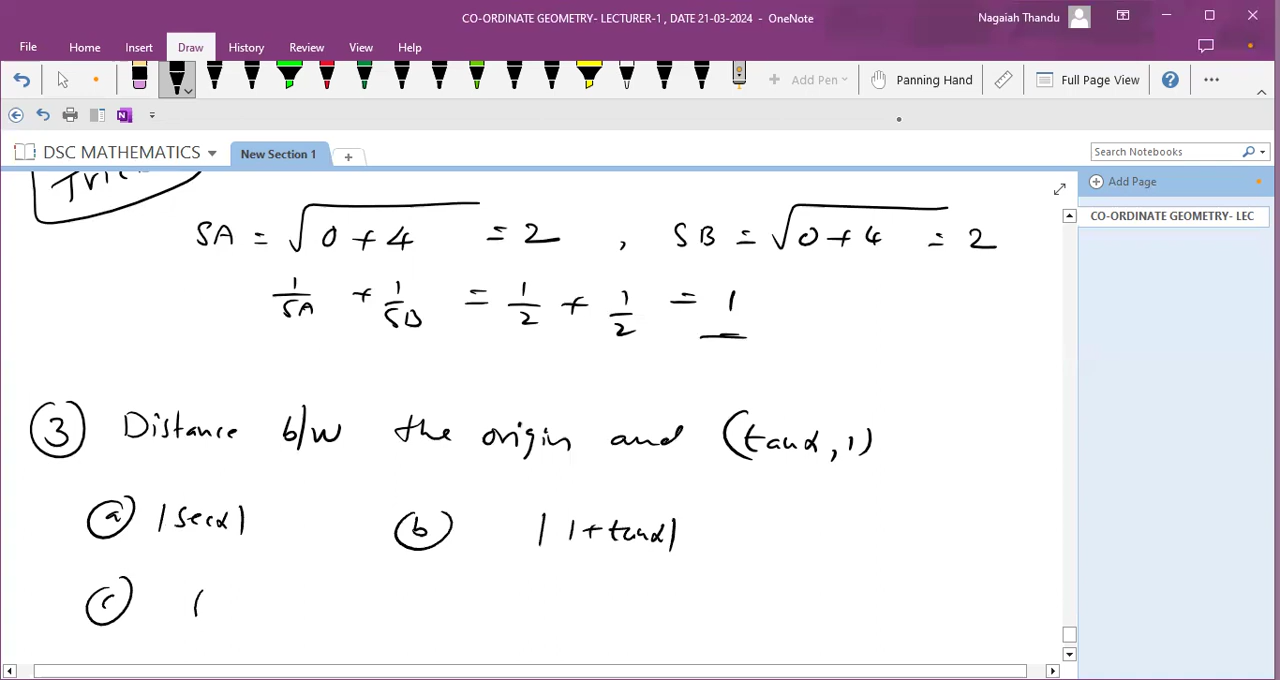 CO-ORDINATE GEOMETRY- LECTURER-1 , DATE 21-03-2024 - OneNote
Nagaiah Thandu
File Home Insert Draw History Review View Help
Add Pen Panning Hand Full Page View
DSC MATHEMATICS New Section 1
Search Notebooks
Add Page
CO-ORDINATE GEOMETRY- LEC
SA = √(0+4) = 2 , SB = √(0+4) = 2
1/SA + 1/SB = 1/2 + 1/2 = 1
③ Distance b/w the origin and (tanα, 1)
ⓐ |secα| ⓑ |1+tanα|
ⓒ (